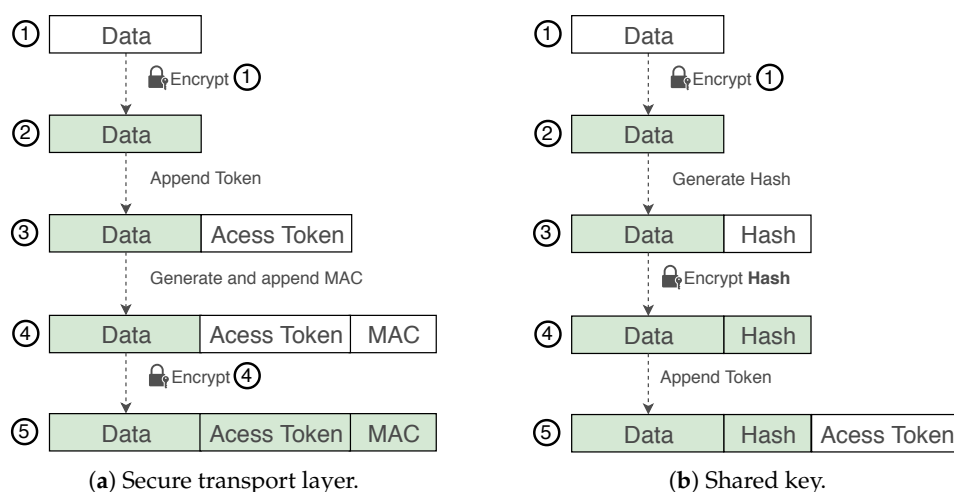 ① Data
Encrypt ①
② Data
Append Token
③ Data Acess Token
Generate and append MAC
④ Data Acess Token MAC
Encrypt ④
⑤ Data Acess Token MAC
(a) Secure transport layer.
① Data
Encrypt ①
② Data
Generate Hash
③ Data Hash
Encrypt Hash
④ Data Hash
Append Token
⑤ Data Hash Acess Token
(b) Shared key.